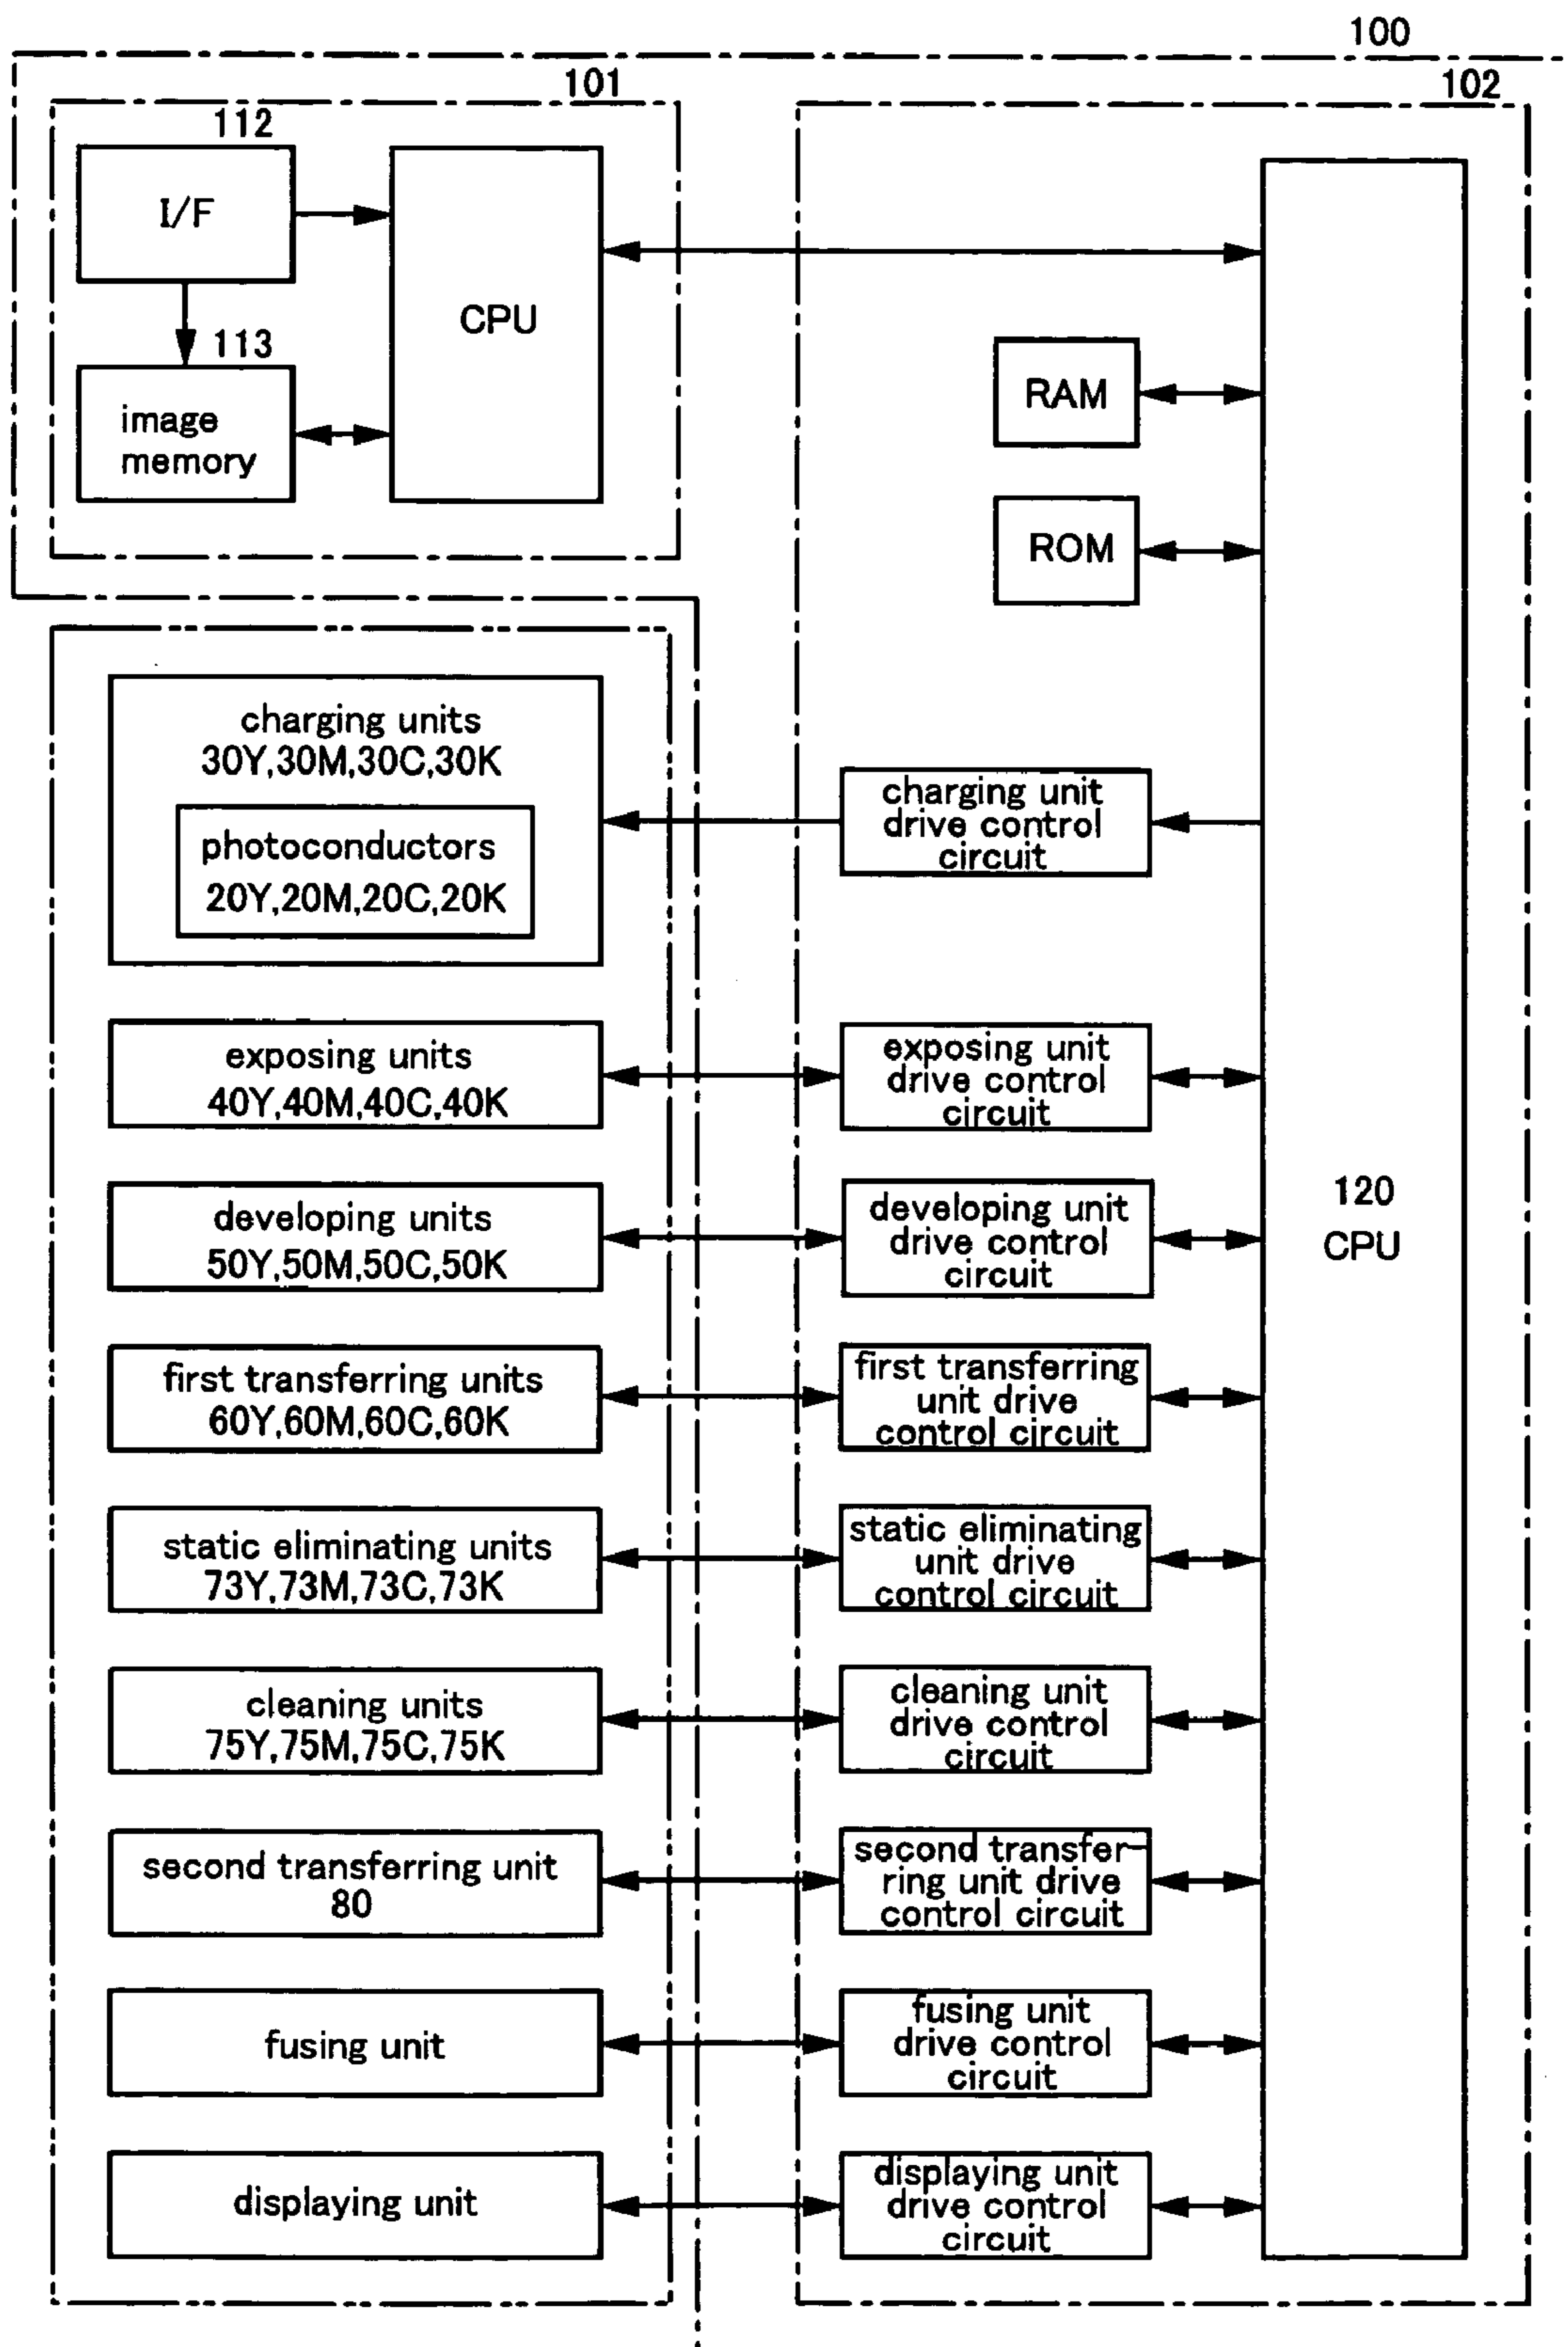 100
101
102
112
I/F
CPU
113
image
memory
RAM
ROM
charging units
30Y,30M,30C,30K
photoconductors
20Y,20M,20C,20K
charging unit
drive control
circuit
exposing units
40Y,40M,40C,40K
exposing unit
drive control
circuit
developing units
50Y,50M,50C,50K
developing unit
drive control
circuit
120
CPU
first transferring units
60Y,60M,60C,60K
first transferring
unit drive
control circuit
static eliminating units
73Y,73M,73C,73K
static eliminating
unit drive
control circuit
cleaning units
75Y,75M,75C,75K
cleaning unit
drive control
circuit
second transferring unit
80
second transfer-
ring unit drive
control circuit
fusing unit
fusing unit
drive control
circuit
displaying unit
displaying unit
drive control
circuit